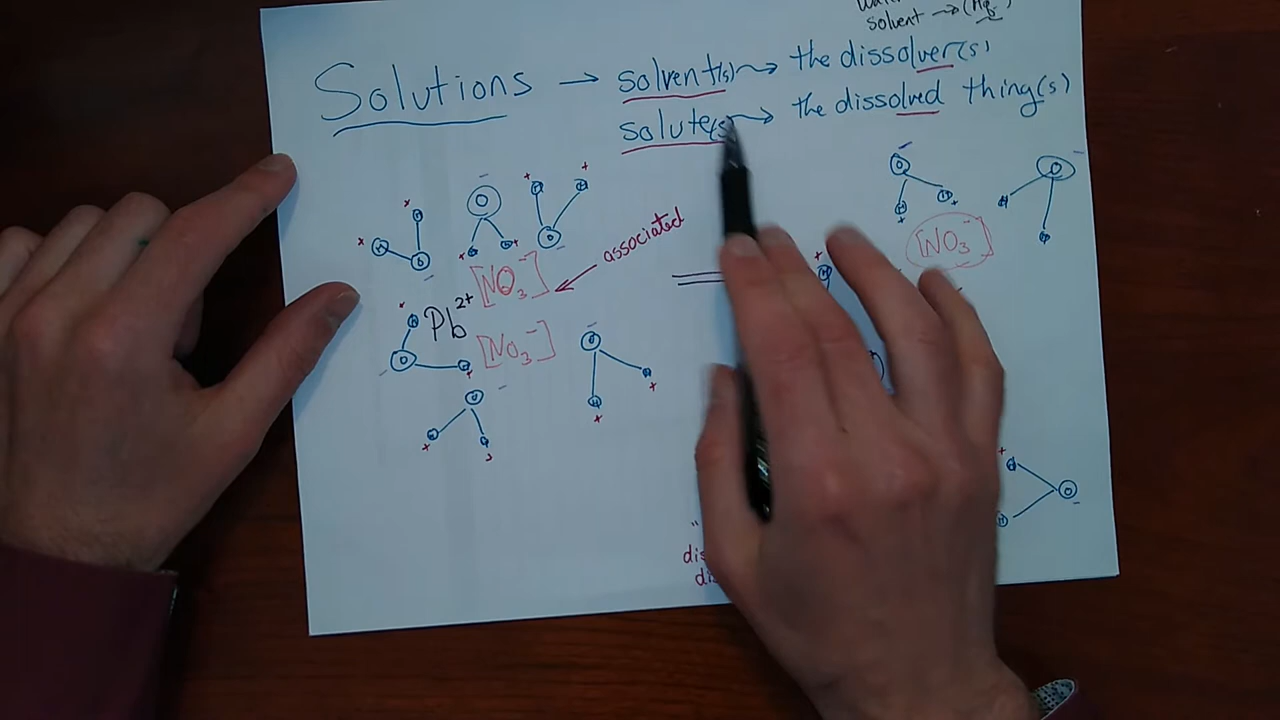 solvent →
Solutions → solvent(s) → the dissolver(s)
solute(s) → the dissolved thing(s)
associated
[NO₃⁻]
[NO₃⁻]
Pb²⁺
[NO₃⁻]